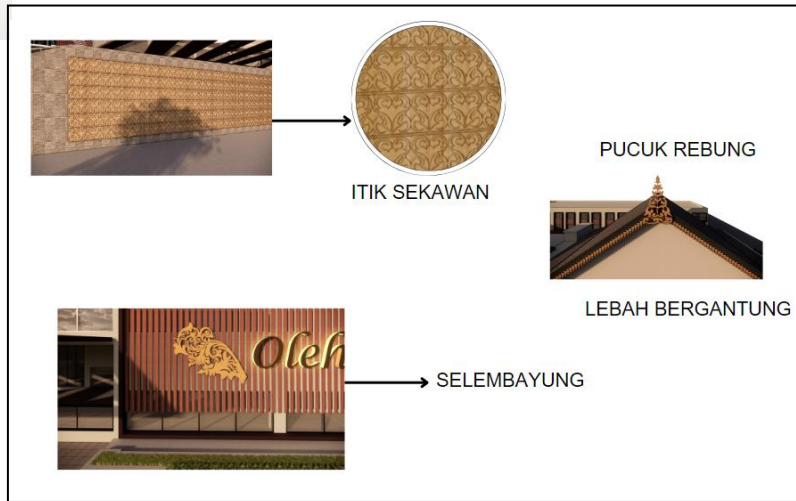 ITIK SEKAWAN
PUCUK REBUNG
LEBAH BERGANTUNG
Oleh
SELEMBAYUNG